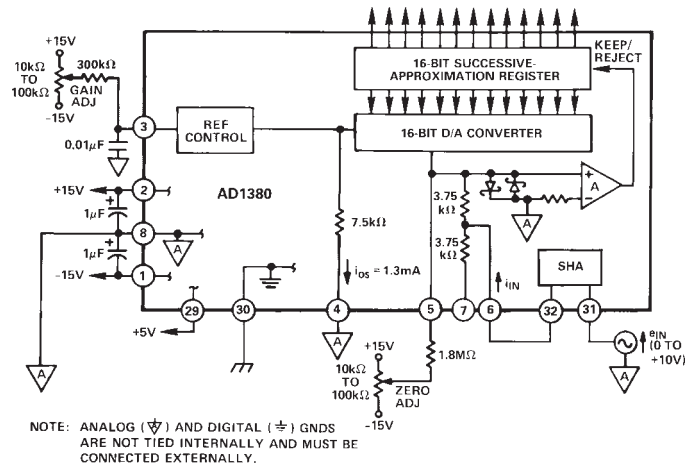 +15V
10kΩ
TO
100kΩ
-15V
300kΩ
GAIN
ADJ
0.01μF
3
REF
CONTROL
16-BIT SUCCESSIVE-
APPROXIMATION REGISTER
KEEP/
REJECT
16-BIT D/A CONVERTER
+15V
2
1μF
+
AD1380
8
A
1μF
+
-15V
1
7.5kΩ
iOS = 1.3mA
3.75
kΩ
3.75
kΩ
+
-
A
A
iIN
SHA
29
30
4
5
7
6
32
31
+5V
A
A
+15V
10kΩ
TO
100kΩ
-15V
ZERO
ADJ
1.8MΩ
eIN
(0 TO
+10V)
A
NOTE: ANALOG (A) AND DIGITAL ( ) GNDS
ARE NOT TIED INTERNALLY AND MUST BE
CONNECTED EXTERNALLY.